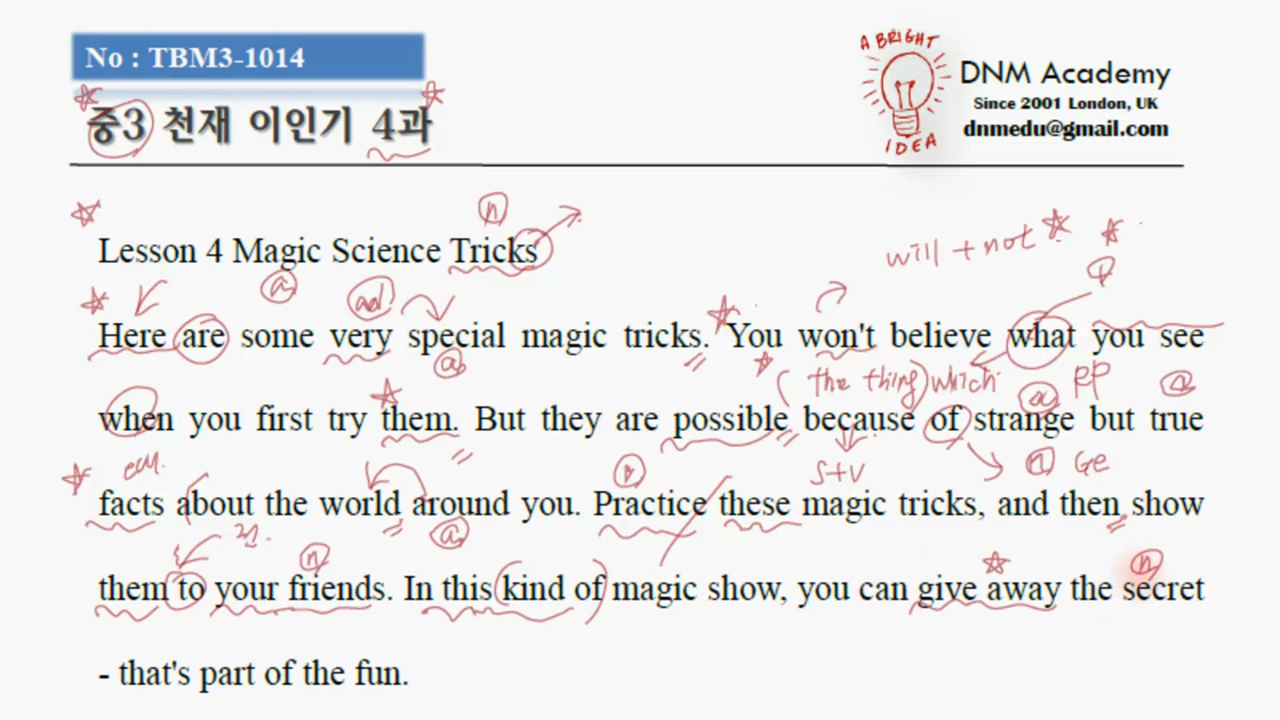 No : TBM3-1014
중3 천재 이인기 4과
A BRIGHT
IDEA
DNM Academy
Since 2001 London, UK
dnmedu@gmail.com
n
Lesson 4 Magic Science Tricks
will + not
a ad
Here are some very special magic tricks. You won't believe what you see
a (the thing) which a pp a
when you first try them. But they are possible because of strange but true
n S+V n Ge
facts about the world around you. Practice these magic tricks, and then show
전. n a n
them to your friends. In this kind of magic show, you can give away the secret
- that's part of the fun.